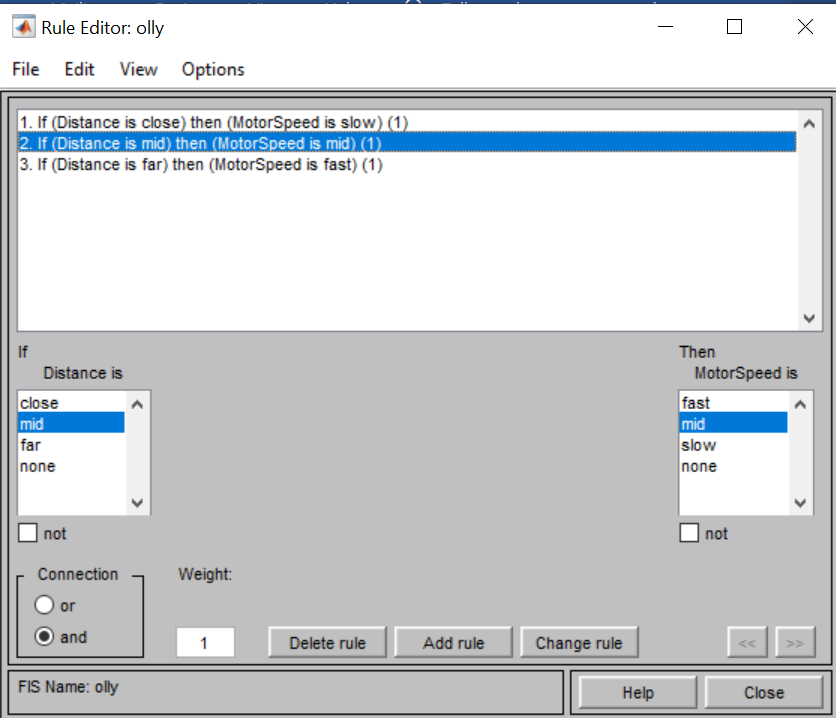 Rule Editor: olly
File Edit View Options
1. If (Distance is close) then (MotorSpeed is slow) (1)
2. If (Distance is mid) then (MotorSpeed is mid) (1)
3. If (Distance is far) then (MotorSpeed is fast) (1)
If
Distance is
close
mid
far
none
not
Then
MotorSpeed is
fast
mid
slow
none
not
Connection
or
and
Weight:
1
Delete rule
Add rule
Change rule
<<
>>
FIS Name: olly
Help
Close